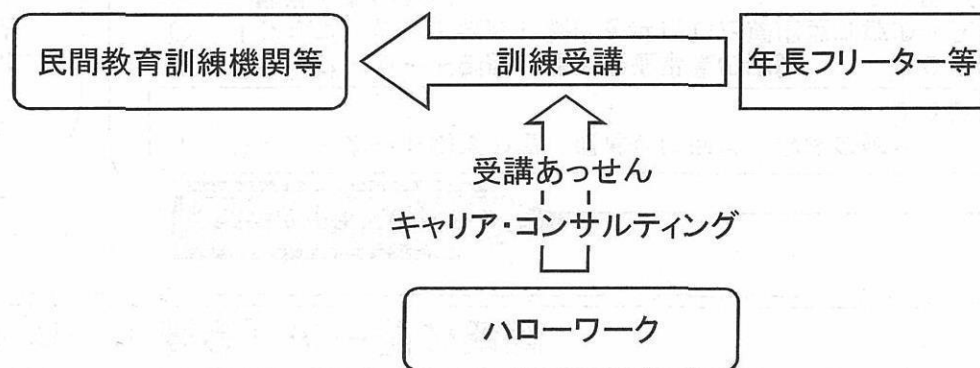 民間教育訓練機関等
訓練受講
年長フリーター等
受講あっせん
キャリア・コンサルティング
ハローワーク